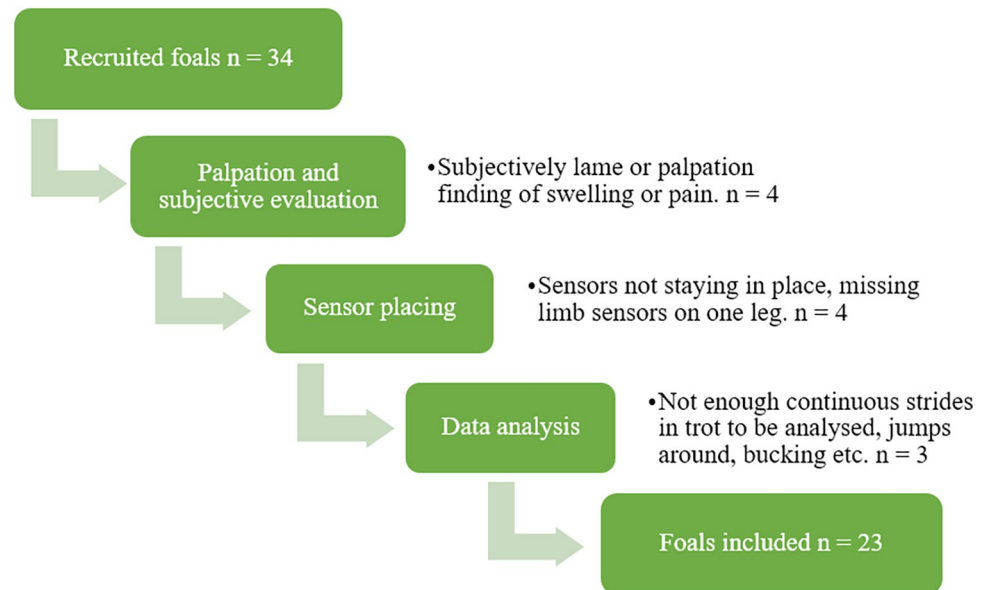 Recruited foals n = 34
Palpation and
subjective evaluation
•Subjectively lame or palpation
finding of swelling or pain. n = 4
Sensor placing
•Sensors not staying in place, missing
limb sensors on one leg. n = 4
Data analysis
•Not enough continuous strides
in trot to be analysed, jumps
around, bucking etc. n = 3
Foals included n = 23